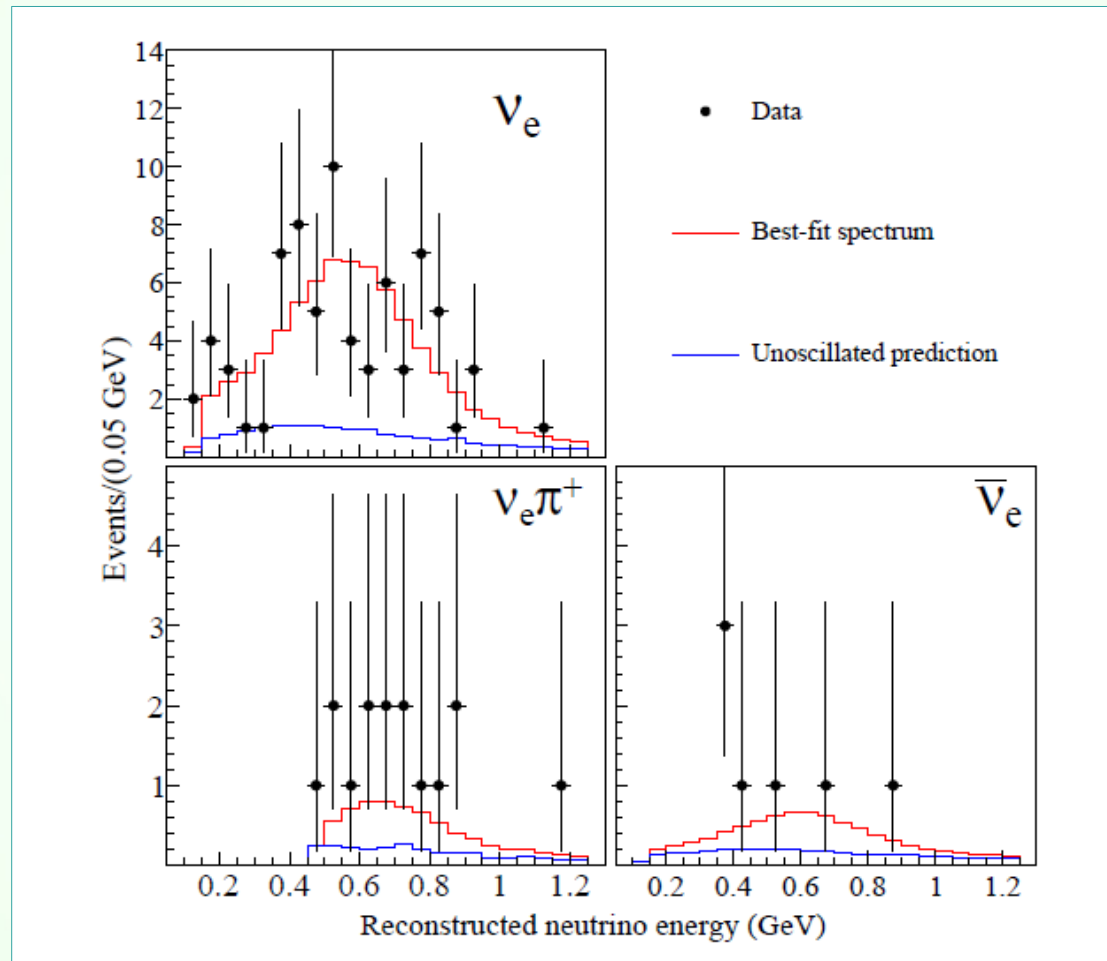 14
12
10
8
6
4
2
Events/(0.05 GeV)
νe
Data
Best-fit spectrum
Unoscillated prediction
4
3
2
1
νeπ+
ν̅e
0.2 0.4 0.6 0.8 1 1.2
0.2 0.4 0.6 0.8 1 1.2
Reconstructed neutrino energy (GeV)